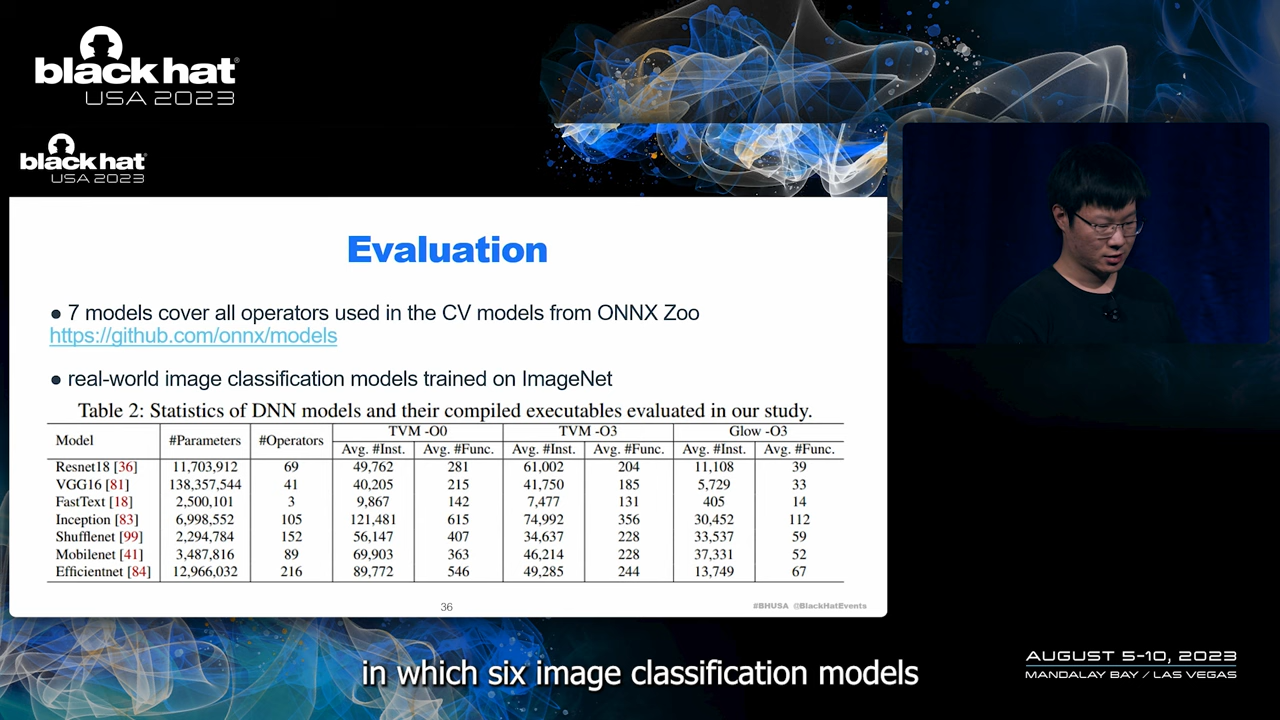 black hat®
USA 2023
black hat®
USA 2023
Evaluation
● 7 models cover all operators used in the CV models from ONNX Zoo
https://github.com/onnx/models
● real-world image classification models trained on ImageNet
Table 2: Statistics of DNN models and their compiled executables evaluated in our study.
Model #Parameters #Operators TVM -O0 TVM -O3 Glow -O3
Avg. #Inst. Avg. #Func. Avg. #Inst. Avg. #Func. Avg. #Inst. Avg. #Func.
Resnet18 [36] 11,703,912 69 49,762 281 61,002 204 11,108 39
VGG16 [81] 138,357,544 41 40,205 215 41,750 185 5,729 33
FastText [18] 2,500,101 3 9,867 142 7,477 131 405 14
Inception [83] 6,998,552 105 121,481 615 74,992 356 30,452 112
Shufflenet [99] 2,294,784 152 56,147 407 34,637 228 33,537 59
Mobilenet [41] 3,487,816 89 69,903 363 46,214 228 37,331 52
Efficientnet [84] 12,966,032 216 89,772 546 49,285 244 13,749 67
36
#BHUSA @BlackHatEvents
in which six image classification models
AUGUST 5-10, 2023
MANDALAY BAY / LAS VEGAS